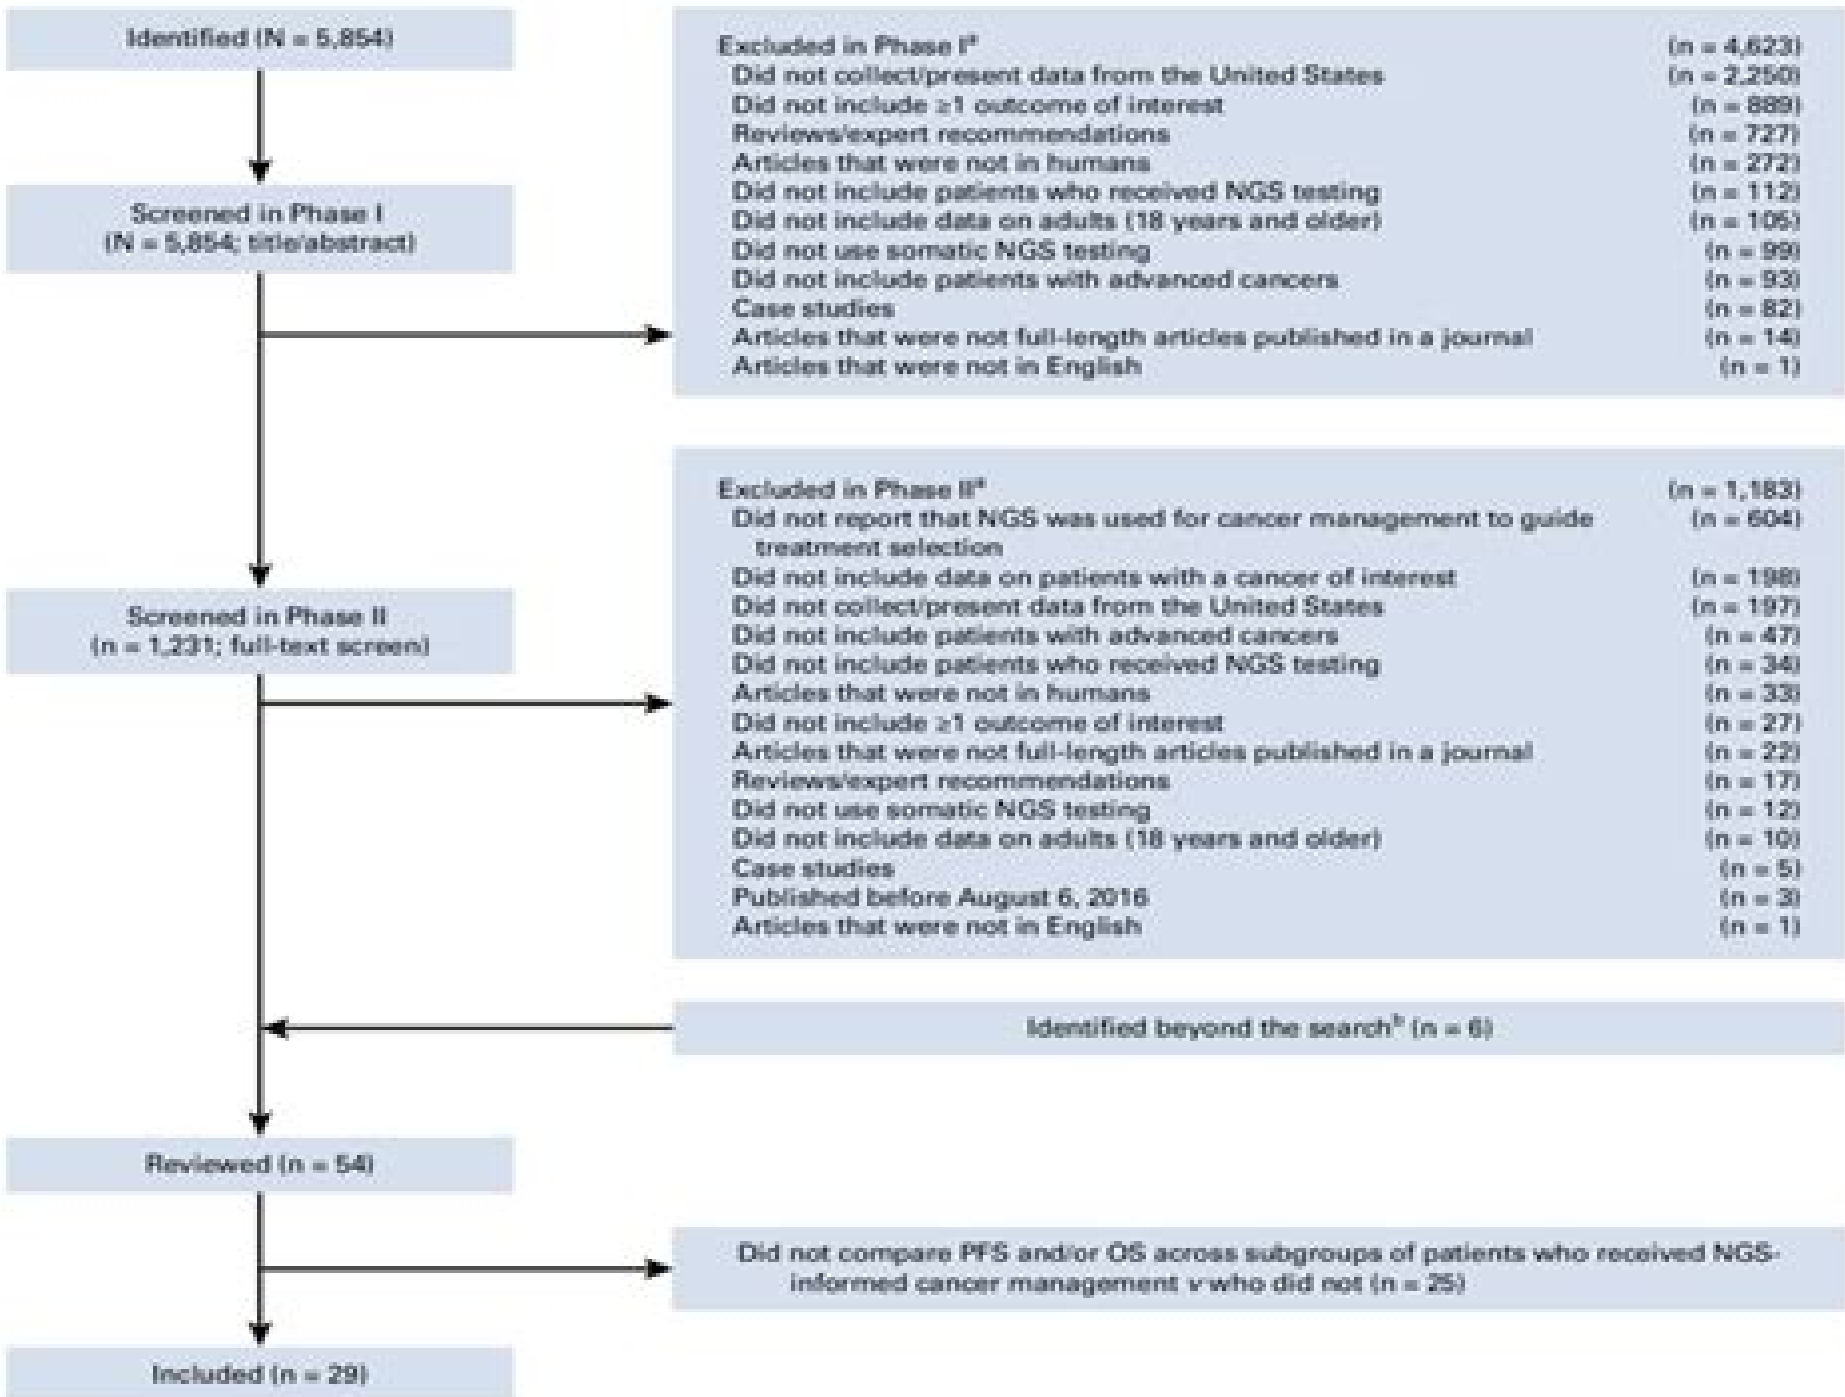 Identified (N = 5,854)
Excluded in Phase Iª (n = 4,623)
Did not collect/present data from the United States (n = 2,250)
Did not include ≥1 outcome of interest (n = 889)
Reviews/expert recommendations (n = 727)
Articles that were not in humans (n = 272)
Did not include patients who received NGS testing (n = 112)
Did not include data on adults (18 years and older) (n = 105)
Did not use somatic NGS testing (n = 99)
Did not include patients with advanced cancers (n = 93)
Case studies (n = 82)
Articles that were not full-length articles published in a journal (n = 14)
Articles that were not in English (n = 1)
Screened in Phase I
(N = 5,854; title/abstract)
Excluded in Phase IIª (n = 1,183)
Did not report that NGS was used for cancer management to guide (n = 604)
treatment selection
Did not include data on patients with a cancer of interest (n = 198)
Did not collect/present data from the United States (n = 197)
Did not include patients with advanced cancers (n = 47)
Did not include patients who received NGS testing (n = 34)
Articles that were not in humans (n = 33)
Did not include ≥1 outcome of interest (n = 27)
Articles that were not full-length articles published in a journal (n = 22)
Reviews/expert recommendations (n = 17)
Did not use somatic NGS testing (n = 12)
Did not include data on adults (18 years and older) (n = 10)
Case studies (n = 5)
Published before August 6, 2016 (n = 3)
Articles that were not in English (n = 1)
Screened in Phase II
(n = 1,231; full-text screen)
Identified beyond the searchᵇ (n = 6)
Reviewed (n = 54)
Did not compare PFS and/or OS across subgroups of patients who received NGS-
informed cancer management v who did not (n = 25)
Included (n = 29)